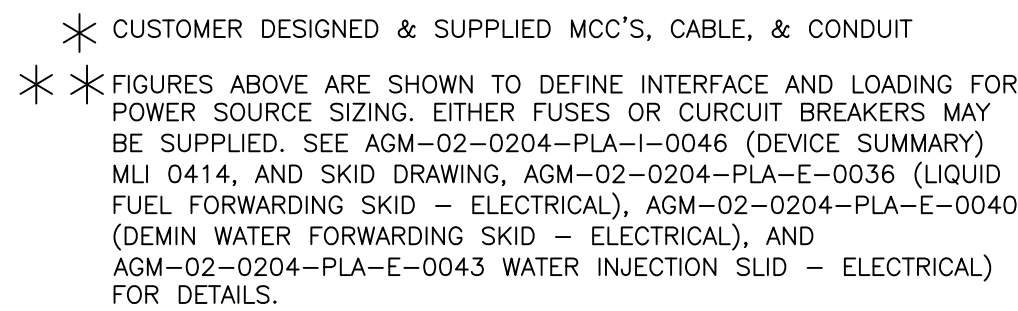 * CUSTOMER DESIGNED & SUPPLIED MCC'S, CABLE, & CONDUIT
* * FIGURES ABOVE ARE SHOWN TO DEFINE INTERFACE AND LOADING FOR
POWER SOURCE SIZING. EITHER FUSES OR CURCUIT BREAKERS MAY
BE SUPPLIED. SEE AGM-02-0204-PLA-I-0046 (DEVICE SUMMARY)
MLI 0414, AND SKID DRAWING, AGM-02-0204-PLA-E-0036 (LIQUID
FUEL FORWARDING SKID - ELECTRICAL), AGM-02-0204-PLA-E-0040
(DEMIN WATER FORWARDING SKID - ELECTRICAL), AND
AGM-02-0204-PLA-E-0043 WATER INJECTION SLID - ELECTRICAL)
FOR DETAILS.